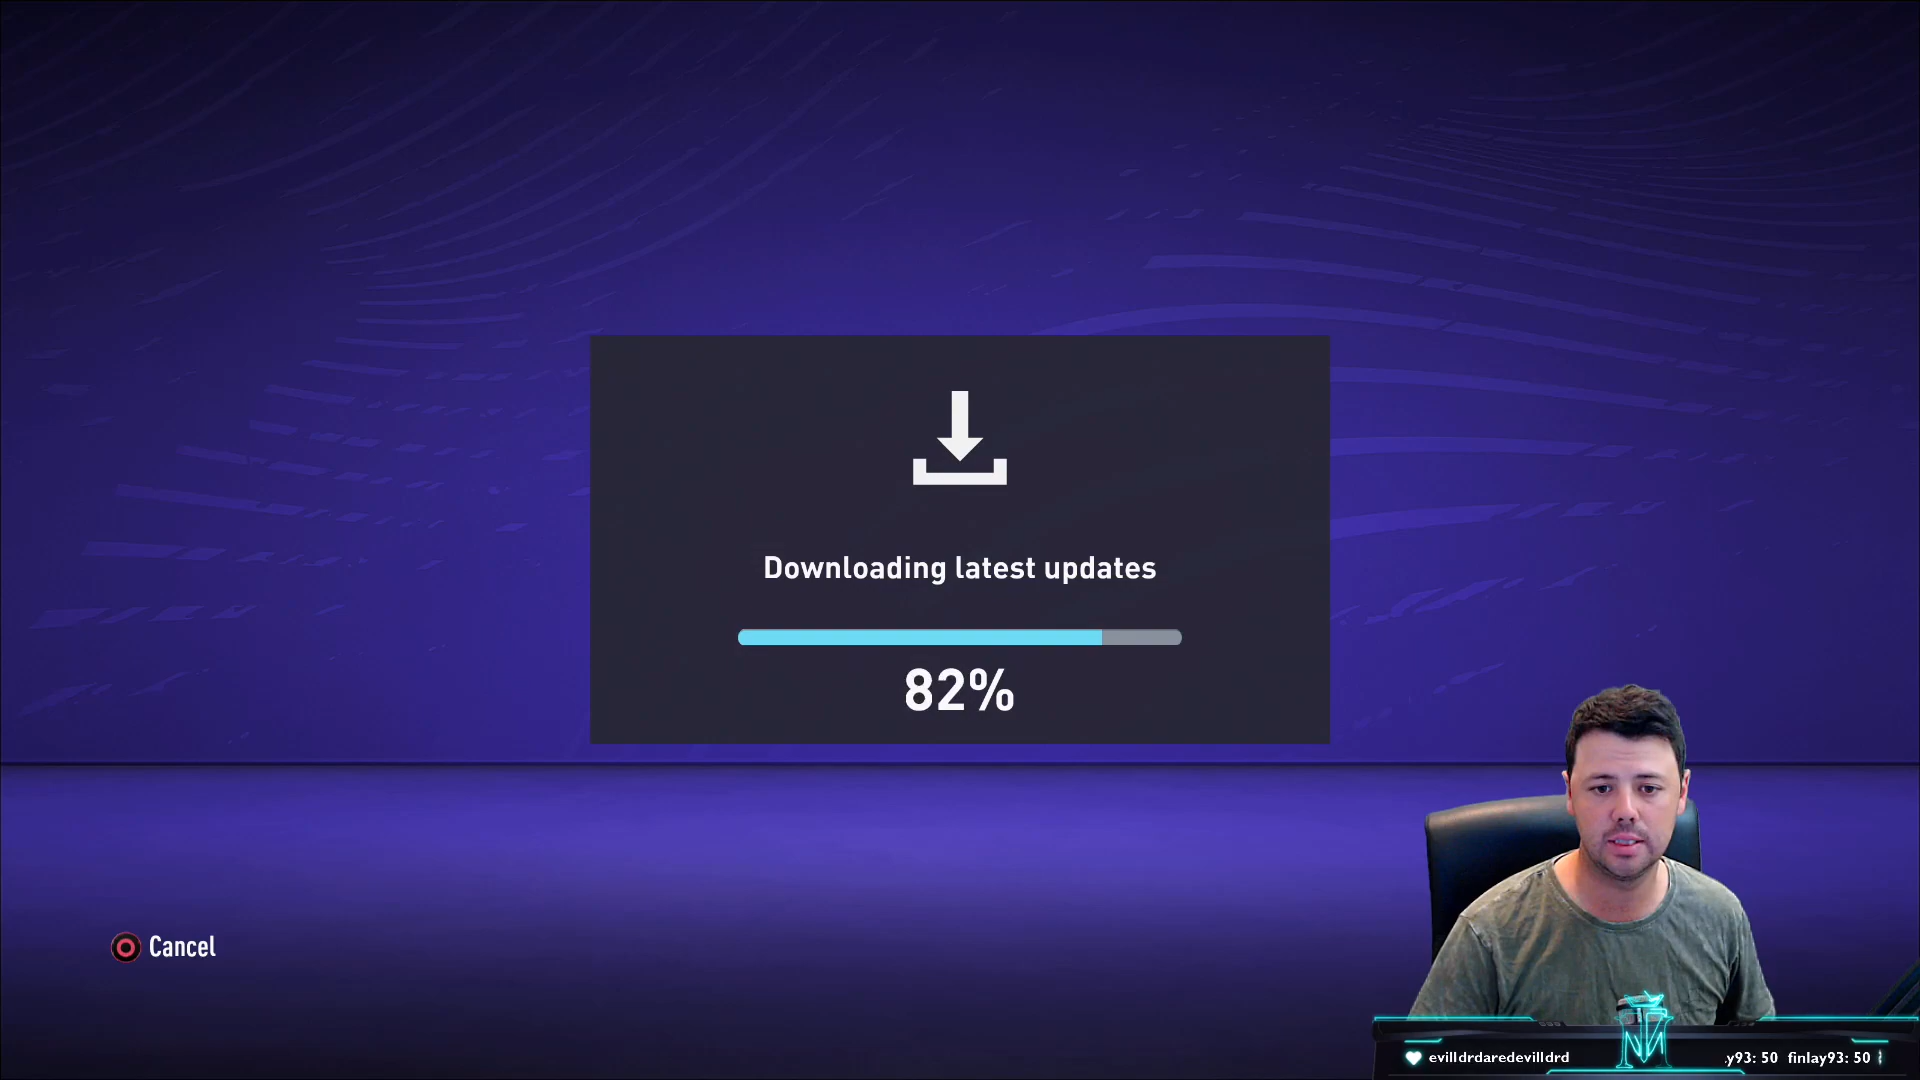 Downloading latest updates
82%
Cancel
evilldrdaredevilldrd
.y93: 50 finlay93: 50